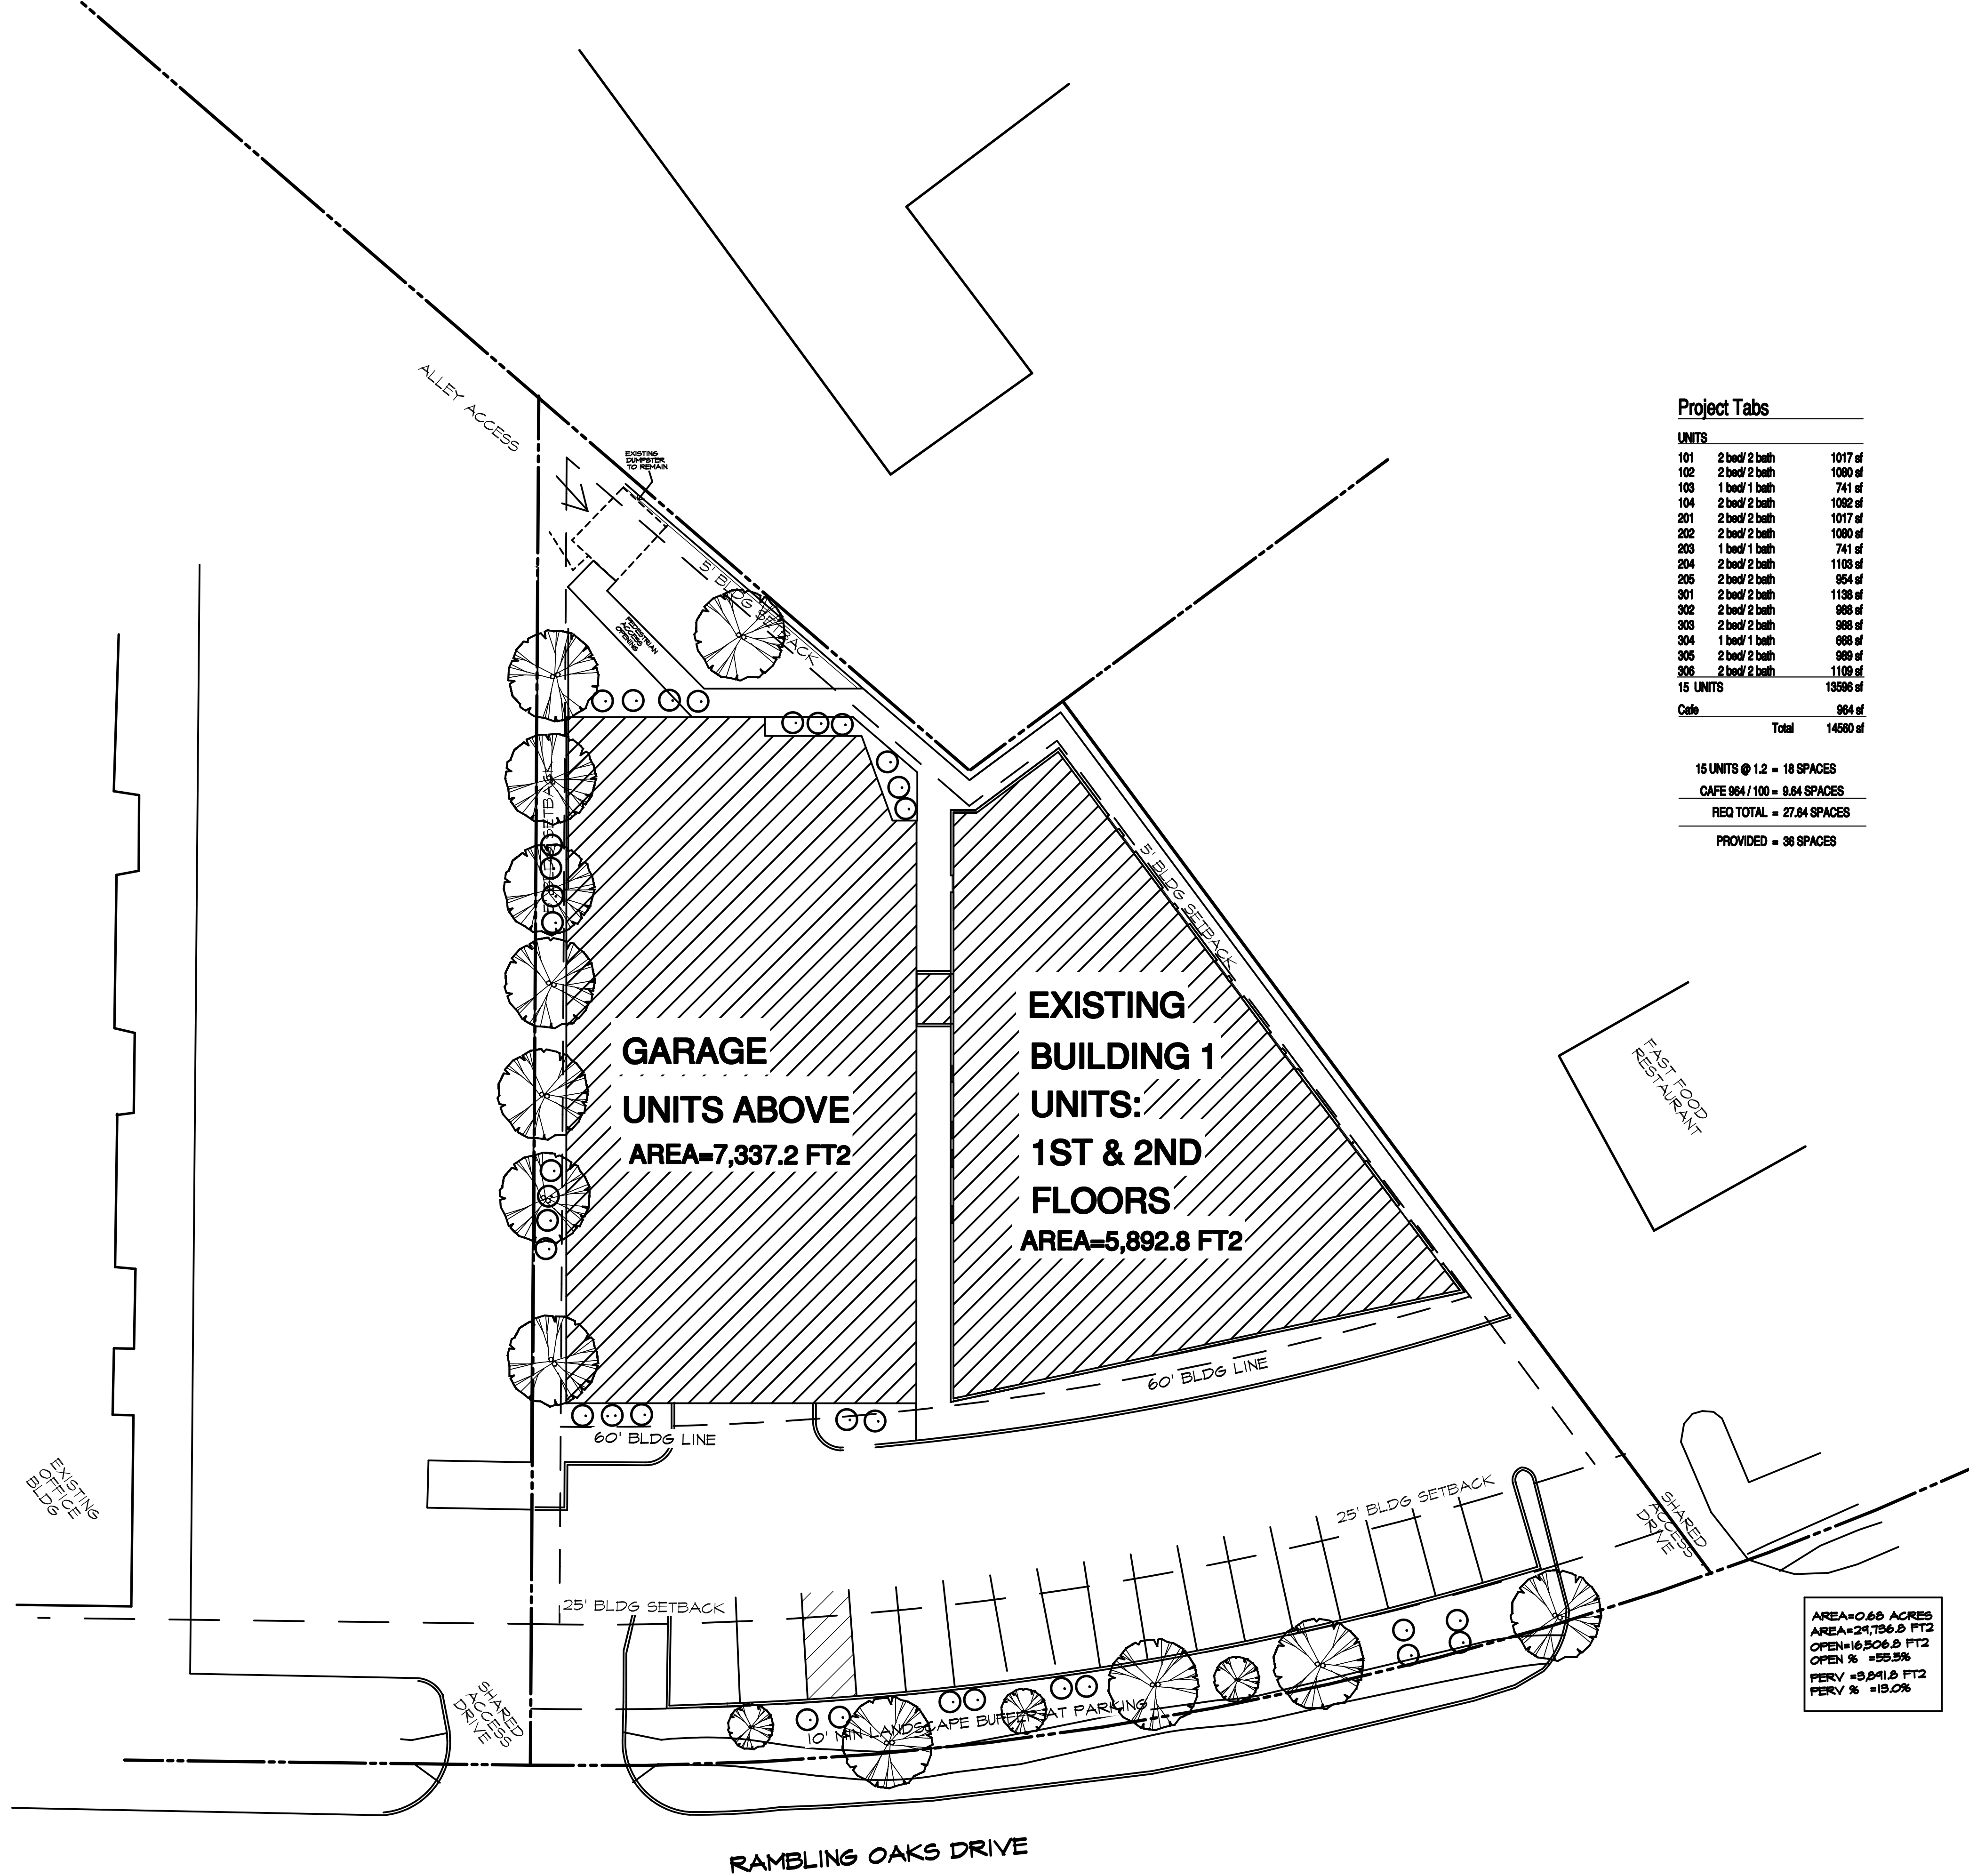 ALLEY ACCESS
EXISTING
DUMPSTER
TO REMAIN
5' BLDG SETBACK
PEDESTRIAN
ACCESS
OPENING
Project Tabs
UNITS
101 2 bed/ 2 bath 1017 sf
102 2 bed/ 2 bath 1080 sf
103 1 bed/ 1 bath 741 sf
104 2 bed/ 2 bath 1092 sf
201 2 bed/ 2 bath 1017 sf
202 2 bed/ 2 bath 1080 sf
203 1 bed/ 1 bath 741 sf
204 2 bed/ 2 bath 1103 sf
205 2 bed/ 2 bath 954 sf
301 2 bed/ 2 bath 1138 sf
302 2 bed/ 2 bath 988 sf
303 2 bed/ 2 bath 988 sf
304 1 bed/ 1 bath 668 sf
305 2 bed/ 2 bath 989 sf
306 2 bed/ 2 bath 1109 sf
15 UNITS 13596 sf
Cafe 964 sf
Total 14560 sf
15 UNITS @ 1.2 = 18 SPACES
CAFE 964 / 100 = 9.64 SPACES
REQ TOTAL = 27.64 SPACES
PROVIDED = 36 SPACES
5' BLDG SETBACK
GARAGE
UNITS ABOVE
AREA=7,337.2 FT2
EXISTING
BUILDING 1
UNITS:
1ST & 2ND
FLOORS
AREA=5,892.8 FT2
FAST FOOD
RESTAURANT
60' BLDG LINE
60' BLDG LINE
EXISTING
OFFICE
BLDG
25' BLDG SETBACK
25' BLDG SETBACK
SHARED
ACCESS
DRIVE
SHARED
ACCESS
DRIVE
10' MIN LANDSCAPE BUFFER AT PARKING
AREA=0.68 ACRES
AREA=29,736.8 FT2
OPEN=16,506.8 FT2
OPEN % =55.5%
PERV =3,891.8 FT2
PERV % =13.0%
RAMBLING OAKS DRIVE